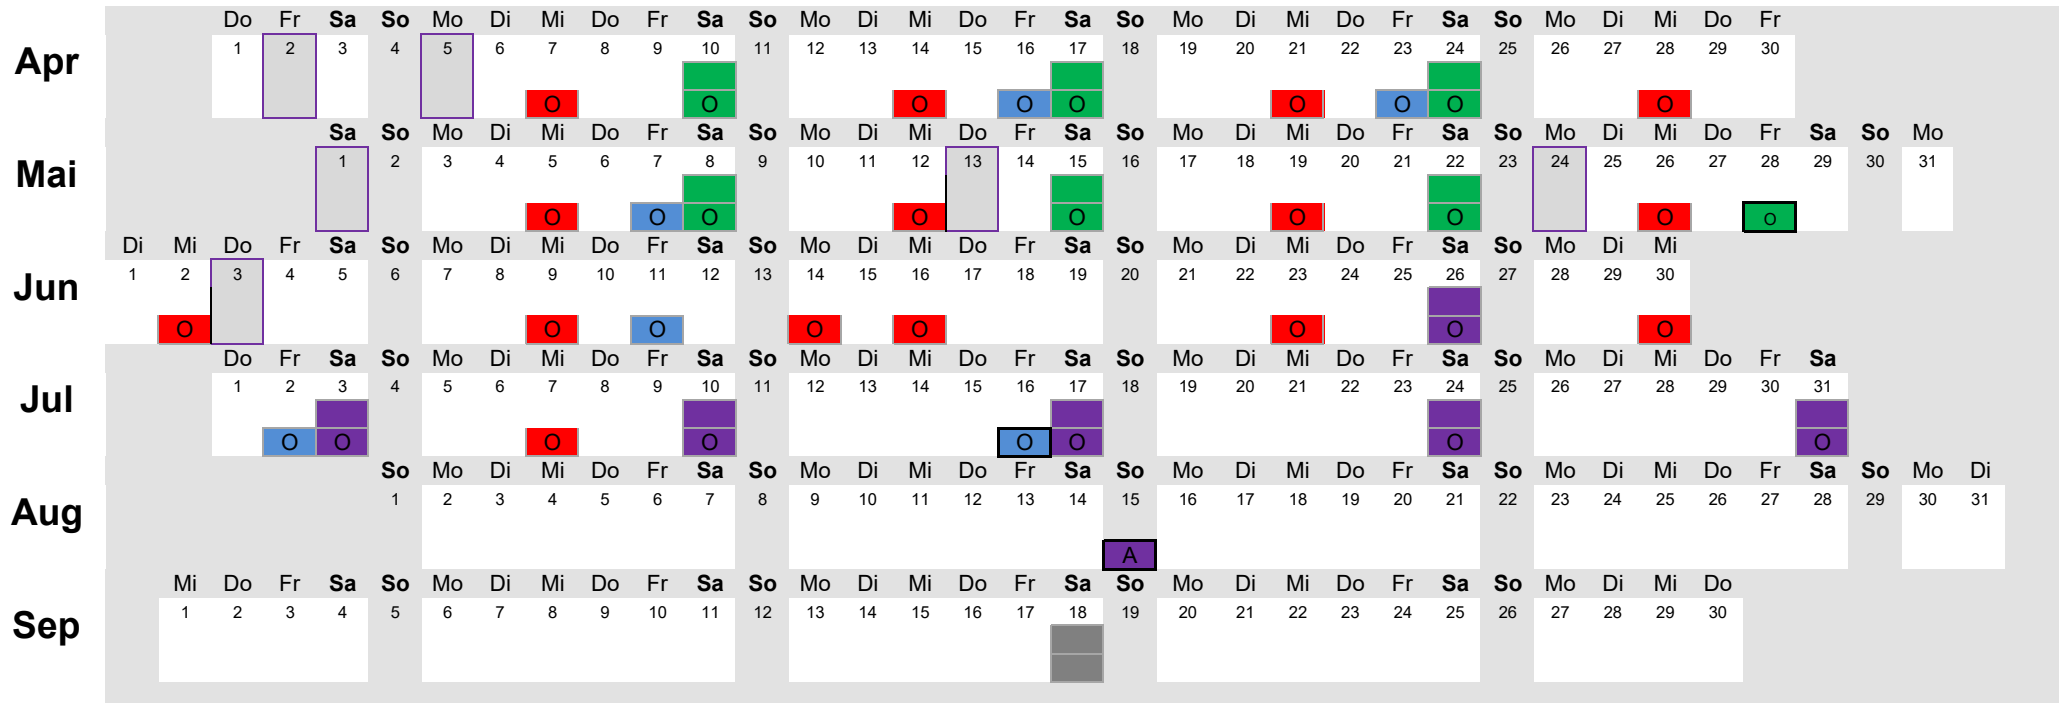 Do Fr Sa So Mo Di Mi Do Fr Sa So Mo Di Mi Do Fr Sa So Mo Di Mi Do Fr Sa So Mo Di Mi Do Fr
Apr 1 2 3 4 5 6 7 8 9 10 11 12 13 14 15 16 17 18 19 20 21 22 23 24 25 26 27 28 29 30
O O O O O O O O O
Sa So Mo Di Mi Do Fr Sa So Mo Di Mi Do Fr Sa So Mo Di Mi Do Fr Sa So Mo Di Mi Do Fr Sa So Mo
Mai 1 2 3 4 5 6 7 8 9 10 11 12 13 14 15 16 17 18 19 20 21 22 23 24 25 26 27 28 29 30 31
O O O O O O O O O
Di Mi Do Fr Sa So Mo Di Mi Do Fr Sa So Mo Di Mi Do Fr Sa So Mo Di Mi Do Fr Sa So Mo Di Mi
Jun 1 2 3 4 5 6 7 8 9 10 11 12 13 14 15 16 17 18 19 20 21 22 23 24 25 26 27 28 29 30
O O O O O O O O
Do Fr Sa So Mo Di Mi Do Fr Sa So Mo Di Mi Do Fr Sa So Mo Di Mi Do Fr Sa So Mo Di Mi Do Fr Sa
Jul 1 2 3 4 5 6 7 8 9 10 11 12 13 14 15 16 17 18 19 20 21 22 23 24 25 26 27 28 29 30 31
O O O O O O O O
So Mo Di Mi Do Fr Sa So Mo Di Mi Do Fr Sa So Mo Di Mi Do Fr Sa So Mo Di Mi Do Fr Sa So Mo Di
Aug 1 2 3 4 5 6 7 8 9 10 11 12 13 14 15 16 17 18 19 20 21 22 23 24 25 26 27 28 29 30 31
A
Mi Do Fr Sa So Mo Di Mi Do Fr Sa So Mo Di Mi Do Fr Sa So Mo Di Mi Do Fr Sa So Mo Di Mi Do
Sep 1 2 3 4 5 6 7 8 9 10 11 12 13 14 15 16 17 18 19 20 21 22 23 24 25 26 27 28 29 30